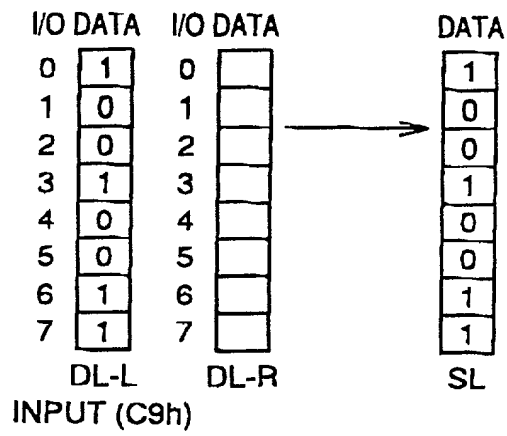 I/O DATA I/O DATA DATA
0 1 0 1
1 0 1 0
2 0 2 0
3 1 3 1
4 0 4 0
5 0 5 0
6 1 6 1
7 1 7 1
DL-L DL-R SL
INPUT (C9h)